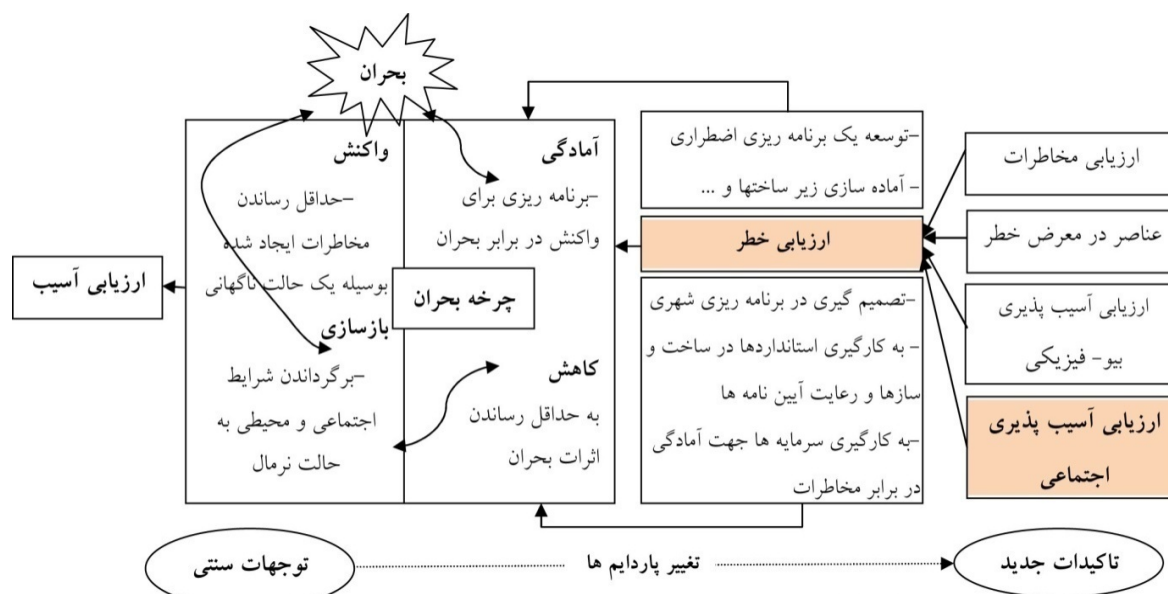 بحران
ارزیابی مخاطرات
عناصر در معرض خطر
ارزیابی آسیب پذیری
بیو- فیزیکی
ارزیابی آسیب پذیری
اجتماعی
–توسعه یک برنامه ریزی اضطراری
- آماده سازی زیر ساختها و ...
ارزیابی خطر
–تصمیم گیری در برنامه ریزی شهری
- به کارگیری استانداردها در ساخت و
سازها و رعایت آیین نامه ها
–به کارگیری سرمایه ها جهت آمادگی
در برابر مخاطرات
آمادگی
–برنامه ریزی برای
واکنش در برابر بحران
چرخه بحران
کاهش
به حداقل رساندن
اثرات بحران
واکنش
–حداقل رساندن
مخاطرات ایجاد شده
بوسیله یک حالت ناگهانی
بازسازی
–برگرداندن شرایط
اجتماعی و محیطی به
حالت نرمال
ارزیابی آسیب
تاکیدات جدید
تغییر پاردایم ها
توجهات سنتی